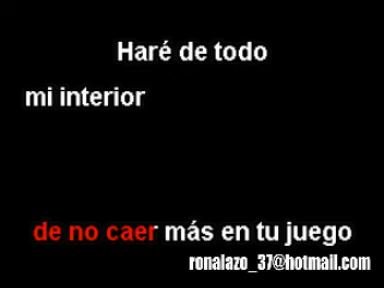 Haré de todo
mi interior
de no caer más en tu juego
ronalazo_37@hotmail.com